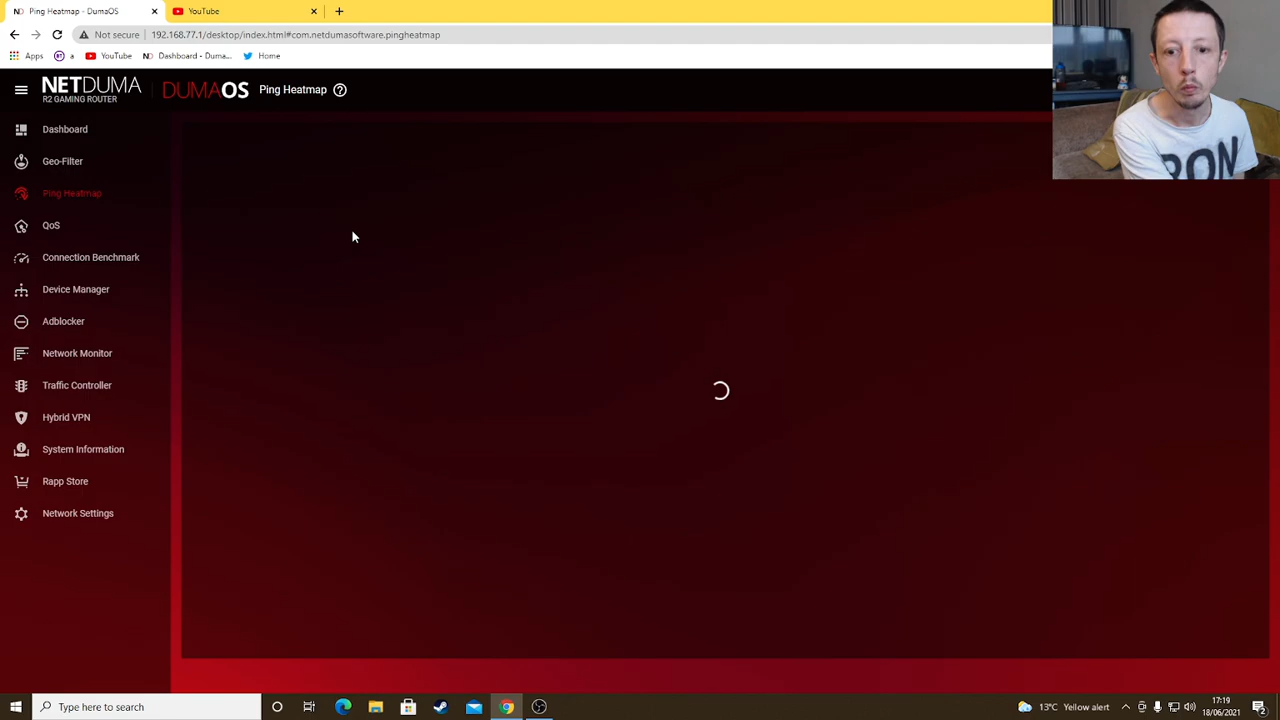 Ping Heatmap - DumaOS
YouTube
Not secure
192.168.77.1/desktop/index.html#com.netdumasoftware.pingheatmap
Apps
a
YouTube
Dashboard - Duma...
Home
NETDUMA
R2 GAMING ROUTER
DUMAOS
Ping Heatmap
Dashboard
Geo-Filter
Ping Heatmap
QoS
Connection Benchmark
Device Manager
Adblocker
Network Monitor
Traffic Controller
Hybrid VPN
System Information
Rapp Store
Network Settings
RON
Type here to search
13°C Yellow alert
17:19
18/06/2021
2